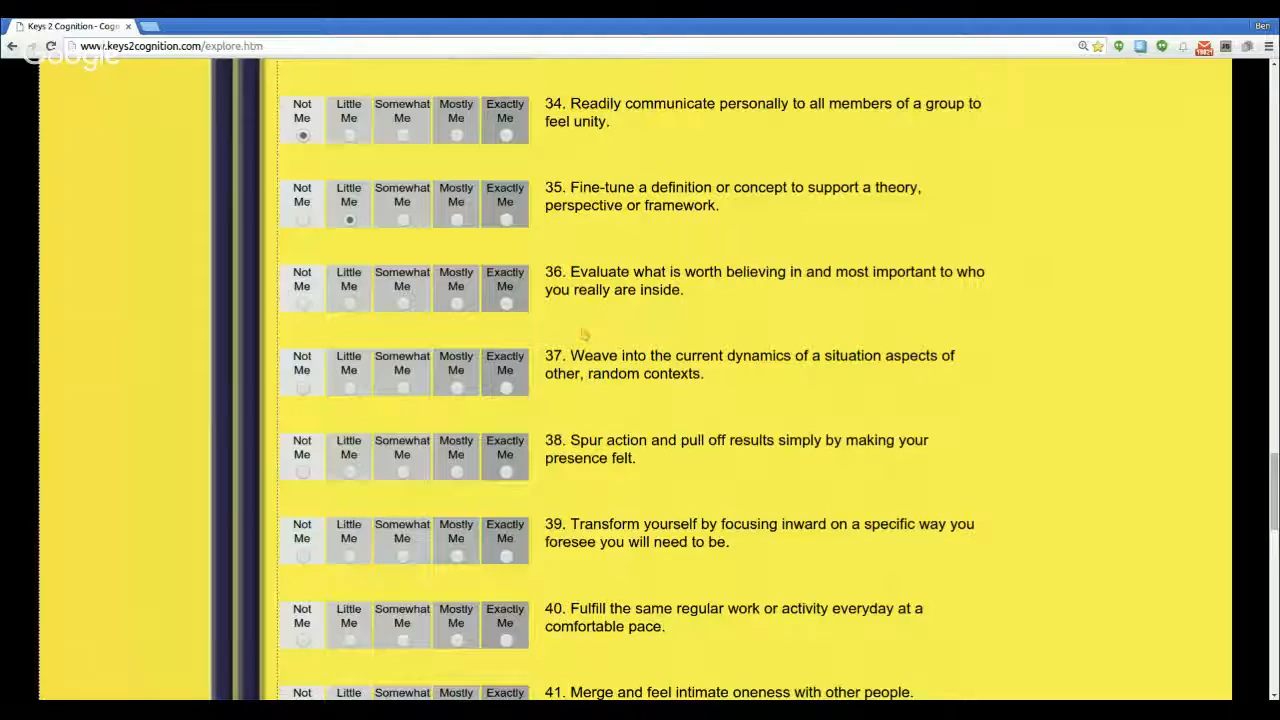 Keys 2 Cognition - Cogn
Ben
www.keys2cognition.com/explore.htm
Google
Not Little Somewhat Mostly Exactly
Me Me Me Me Me
34. Readily communicate personally to all members of a group to
feel unity.
Not Little Somewhat Mostly Exactly
Me Me Me Me Me
35. Fine-tune a definition or concept to support a theory,
perspective or framework.
Not Little Somewhat Mostly Exactly
Me Me Me Me Me
36. Evaluate what is worth believing in and most important to who
you really are inside.
Not Little Somewhat Mostly Exactly
Me Me Me Me Me
37. Weave into the current dynamics of a situation aspects of
other, random contexts.
Not Little Somewhat Mostly Exactly
Me Me Me Me Me
38. Spur action and pull off results simply by making your
presence felt.
Not Little Somewhat Mostly Exactly
Me Me Me Me Me
39. Transform yourself by focusing inward on a specific way you
foresee you will need to be.
Not Little Somewhat Mostly Exactly
Me Me Me Me Me
40. Fulfill the same regular work or activity everyday at a
comfortable pace.
Not Little Somewhat Mostly Exactly
41. Merge and feel intimate oneness with other people.